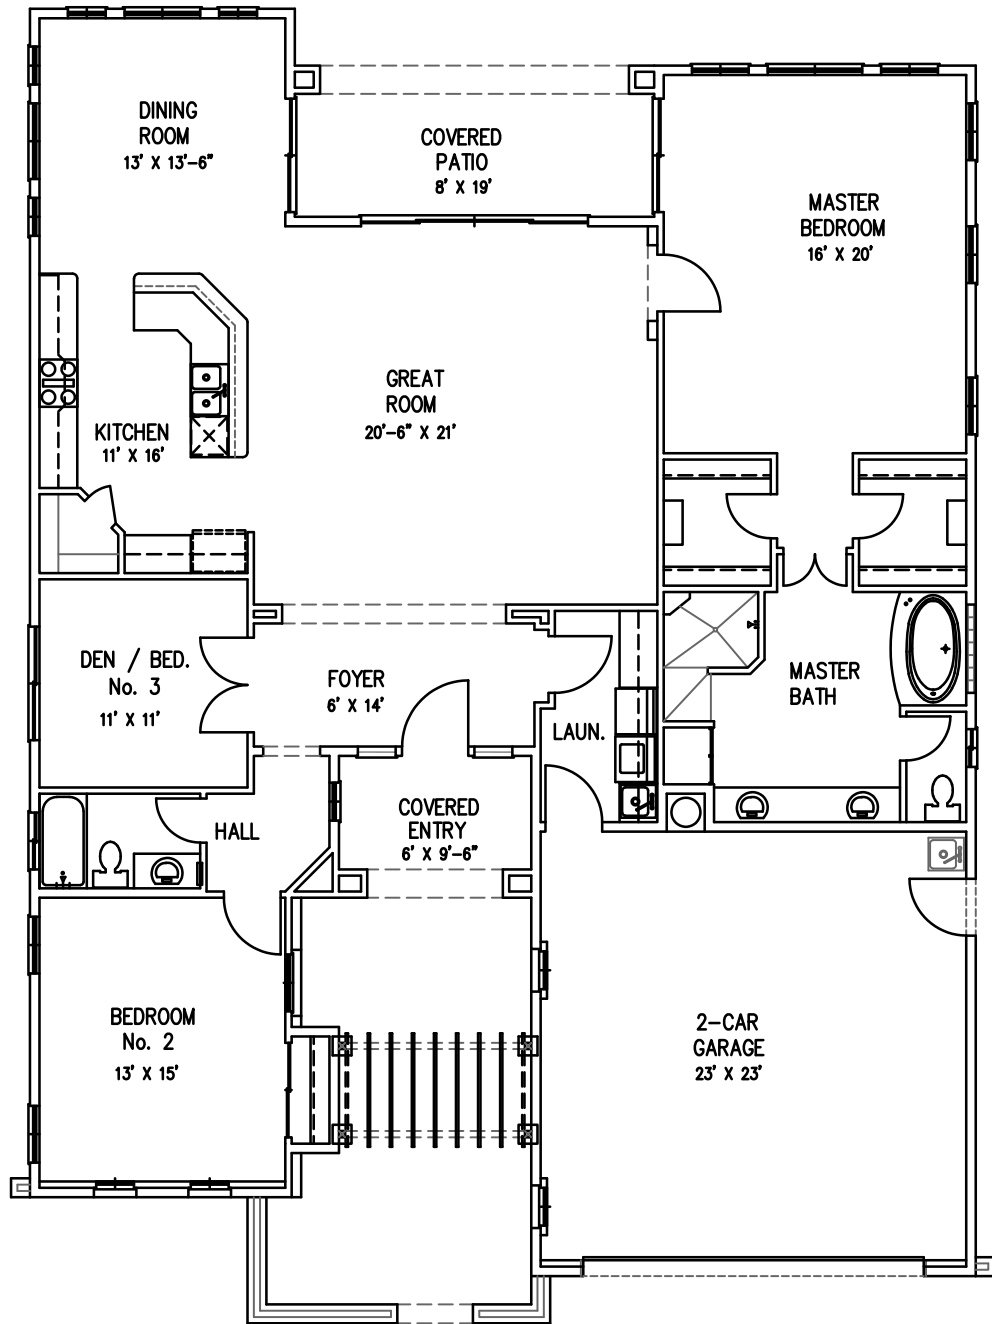 DINING
ROOM
13' X 13'-6"
COVERED
PATIO
8' X 19'
MASTER
BEDROOM
16' X 20'
GREAT
ROOM
20'-6" X 21'
KITCHEN
11' X 16'
DEN / BED.
No. 3
11' X 11'
FOYER
6' X 14'
LAUN.
MASTER
BATH
HALL
COVERED
ENTRY
6' X 9'-6"
BEDROOM
No. 2
13' X 15'
2-CAR
GARAGE
23' X 23'